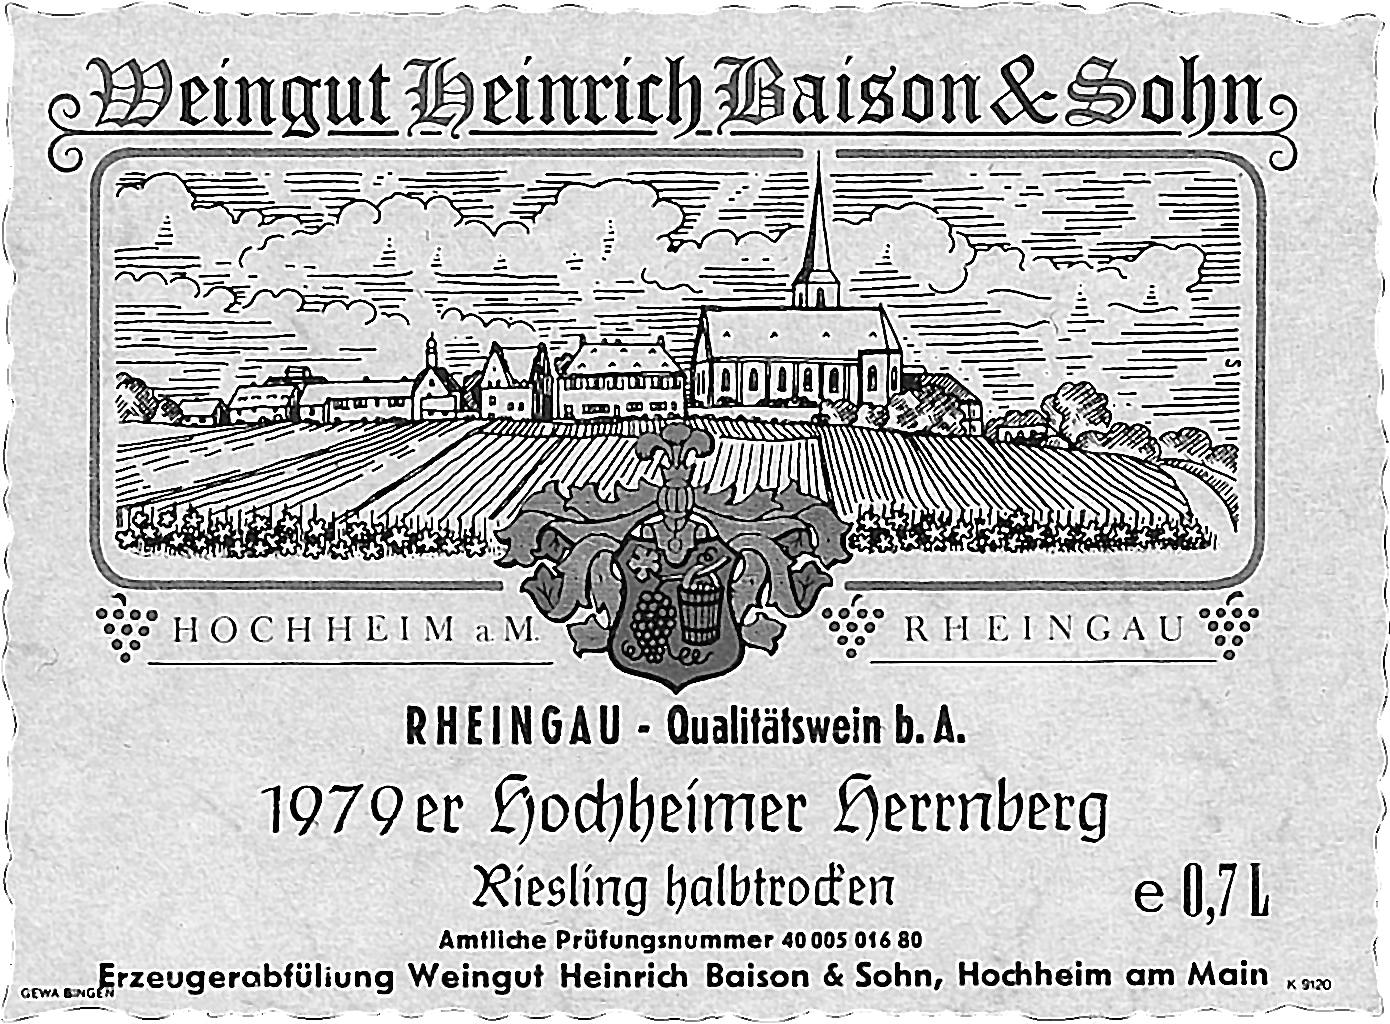 Weingut Heinrich Baison & Sohn
HOCHHEIM a. M. RHEINGAU
RHEINGAU - Qualitätswein b. A.
1979er Hochheimer Herrnberg
Riesling halbtrocken
e 0,7 L
Amtliche Prüfungsnummer 40 005 016 80
Erzeugerabfüllung Weingut Heinrich Baison & Sohn, Hochheim am Main
GEWA BINGEN
K 9120